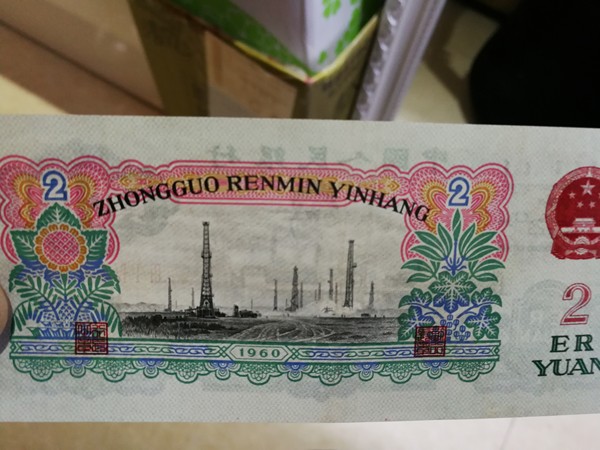 2
ZHONGGUO RENMIN YINHANG
2
1960
2
ER
YUAN